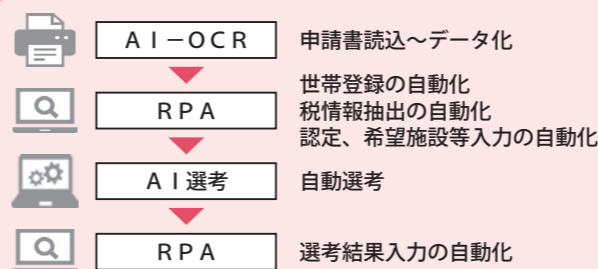 AI－OCR
申請書読込～データ化
世帯登録の自動化
RPA
税情報抽出の自動化
認定、希望施設等入力の自動化
AI選考
自動選考
RPA
選考結果入力の自動化